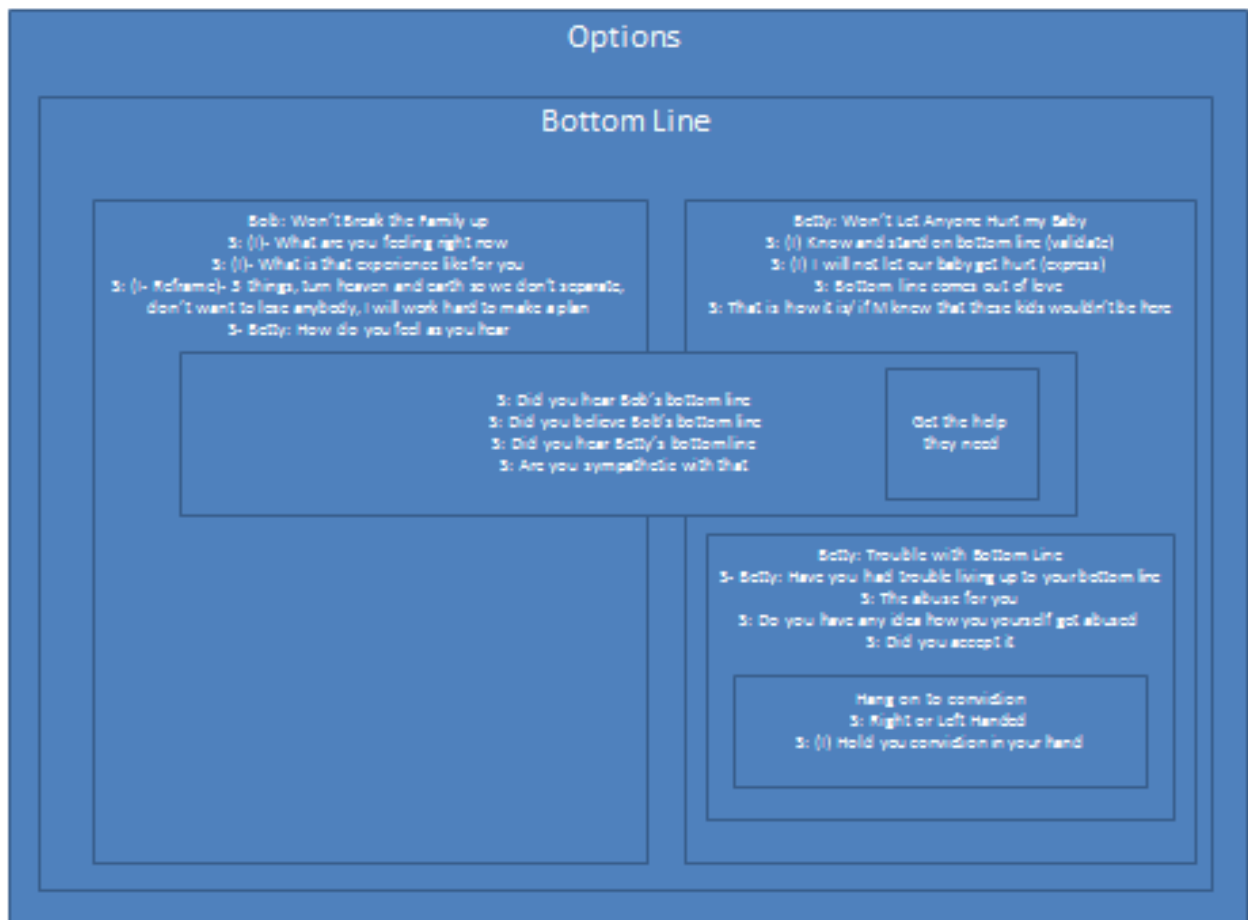 Options
Bottom Line
Bob: Won't Break the Family up
S: (I)- What are you feeling right now
S: (I)- What is that experience like for you
S: (I- Reframe)- 3 things, turn heaven and earth so we don't separate,
don't want to lose anybody, I will work hard to make a plan
S- Betty: How do you feel as you hear
Betty: Won't Let Anyone Hurt my Baby
S: (I) Know and stand on bottom line (validate)
S: (I) I will not let our baby get hurt (express)
S: Bottom line comes out of love
S: That is how it is/ if M knew that these kids wouldn't be here
S: Did you hear Bob's bottom line
S: Did you believe Bob's bottom line
S: Did you hear Betty's bottom line
S: Are you sympathetic with that
Get the help
they need
Betty: Trouble with Bottom Line
S- Betty: Have you had trouble living up to your bottom line
S: The abuse for you
S: Do you have any idea how you yourself got abused
S: Did you accept it
Hang on to conviction
S: Right or Left Handed
S: (I) Hold you conviction in your hand